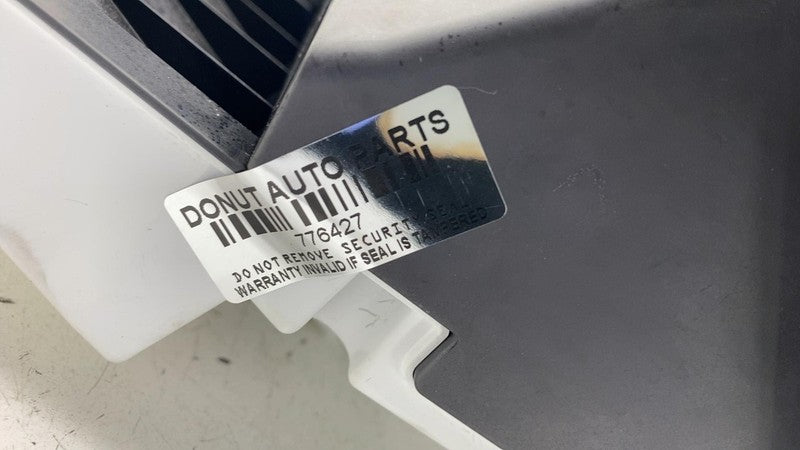 DONUT AUTO PARTS
776427
DO NOT REMOVE SECURITY SEAL
WARRANTY INVALID IF SEAL IS TAMPERED